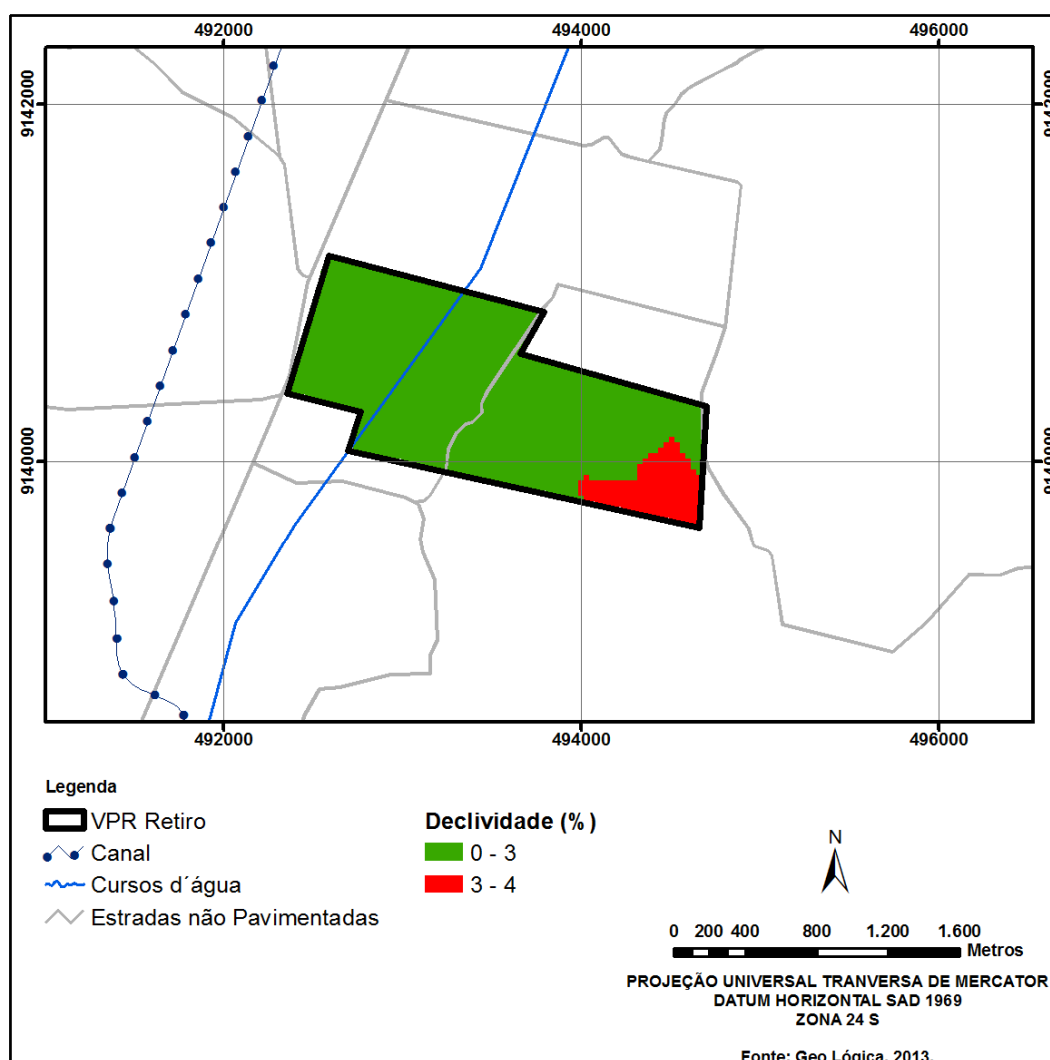 492000 494000 496000
9142000 9142000
9140000 9140000
492000 494000 496000
Legenda
VPR Retiro
Canal
Cursos d´água
Estradas não Pavimentadas
Declividade (%)
0 - 3
3 - 4
N
0 200 400 800 1.200 1.600
Metros
PROJEÇÃO UNIVERSAL TRANVERSA DE MERCATOR
DATUM HORIZONTAL SAD 1969
ZONA 24 S
Fonte: Geo Lógica, 2013.